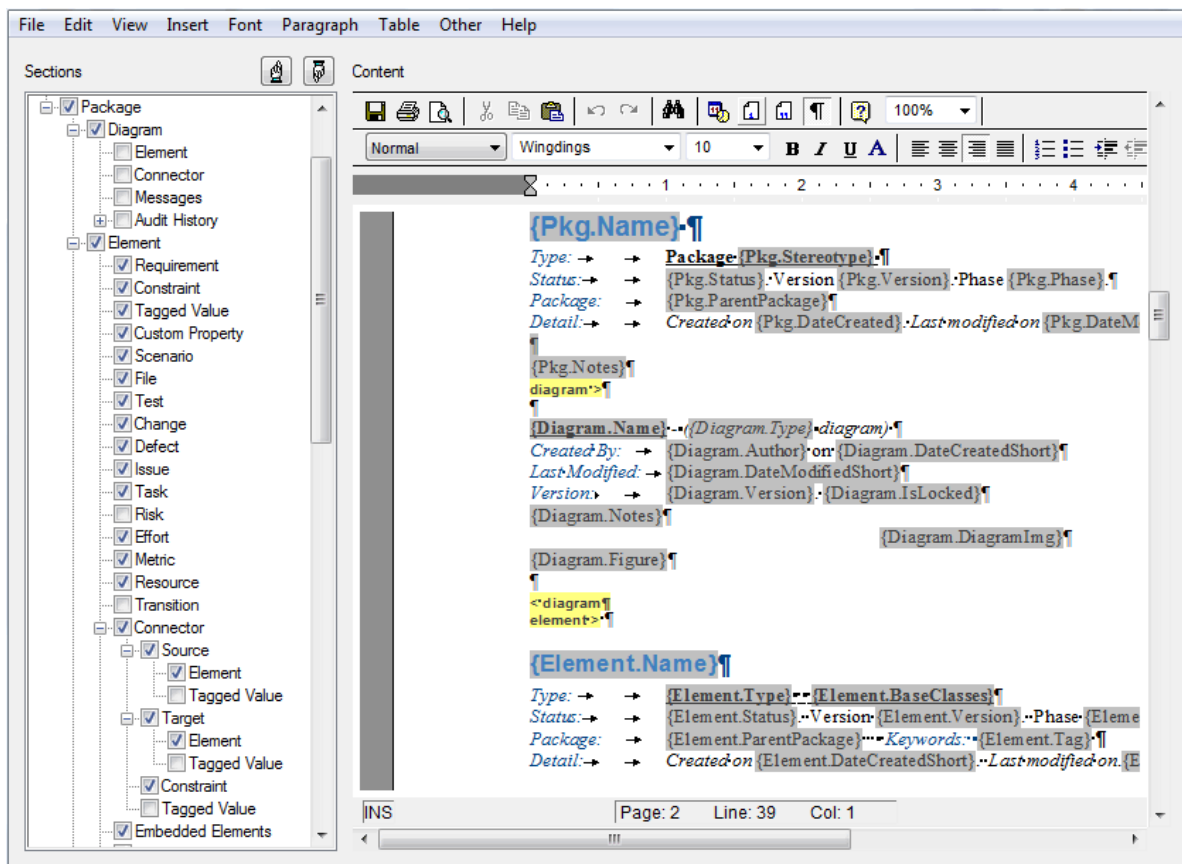 File Edit View Insert Font Paragraph Table Other Help
Sections
Package
Diagram
Element
Connector
Messages
Audit History
Element
Requirement
Constraint
Tagged Value
Custom Property
Scenario
File
Test
Change
Defect
Issue
Task
Risk
Effort
Metric
Resource
Transition
Connector
Source
Element
Tagged Value
Target
Element
Tagged Value
Constraint
Tagged Value
Embedded Elements
Content
100%
Normal Wingdings 10 B I U A
1 2 3 4
{Pkg.Name}·¶
Type: → → Package·{Pkg.Stereotype}·¶
Status:→ → {Pkg.Status}.·Version·{Pkg.Version}.·Phase·{Pkg.Phase}.¶
Package: → {Pkg.ParentPackage}¶
Detail:→ → Created·on·{Pkg.DateCreated}.·Last·modified·on·{Pkg.DateM
¶
{Pkg.Notes}¶
diagram·>¶
¶
{Diagram.Name}·-·({Diagram.Type}·diagram)·¶
Created·By: → {Diagram.Author}·on·{Diagram.DateCreatedShort}¶
Last·Modified: → {Diagram.DateModifiedShort}¶
Version:→ → {Diagram.Version}.·{Diagram.IsLocked}¶
{Diagram.Notes}¶
{Diagram.DiagramImg}¶
{Diagram.Figure}¶
¶
<·diagram¶
element·>·¶
{Element.Name}¶
Type: → → {Element.Type}··{Element.BaseClasses}¶
Status:→ → {Element.Status}.··Version·{Element.Version}.··Phase·{Eleme
Package: → {Element.ParentPackage}····Keywords:··{Element.Tag}·¶
Detail:→ → Created·on·{Element.DateCreatedShort}.··Last·modified·on.{E
INS Page: 2 Line: 39 Col: 1